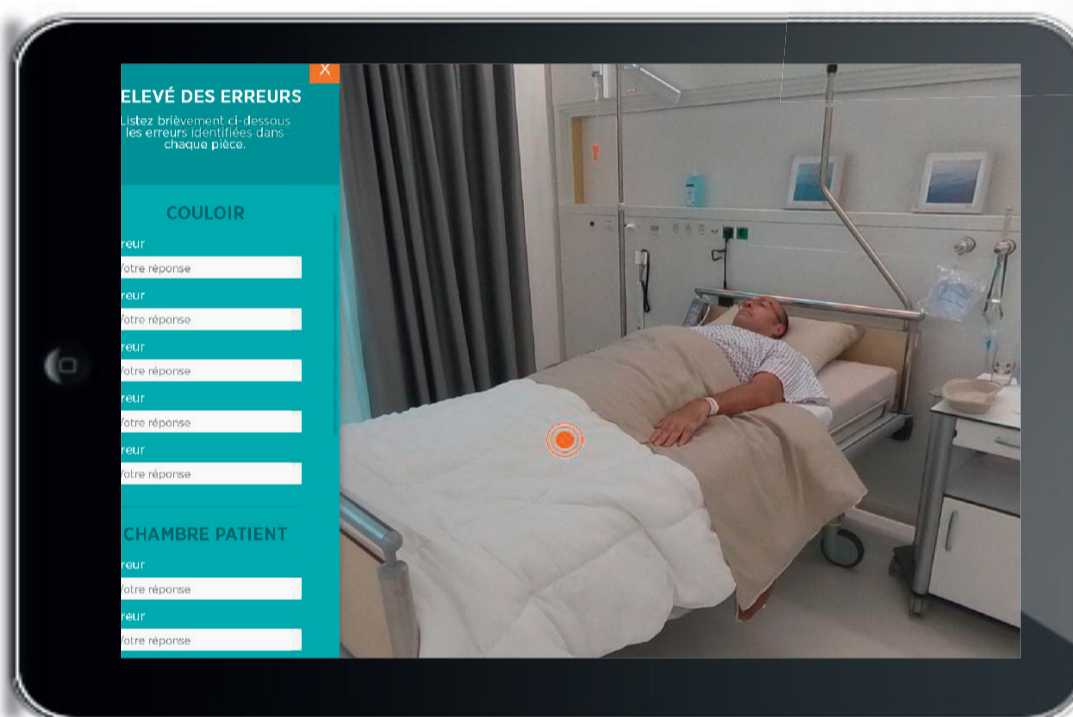 X
ELEVÉ DES ERREURS
Listez brièvement ci-dessous
les erreurs identifiées dans
chaque pièce.
COULOIR
reur
Votre réponse
reur
Votre réponse
reur
Votre réponse
reur
Votre réponse
reur
Votre réponse
CHAMBRE PATIENT
reur
Votre réponse
reur
Votre réponse